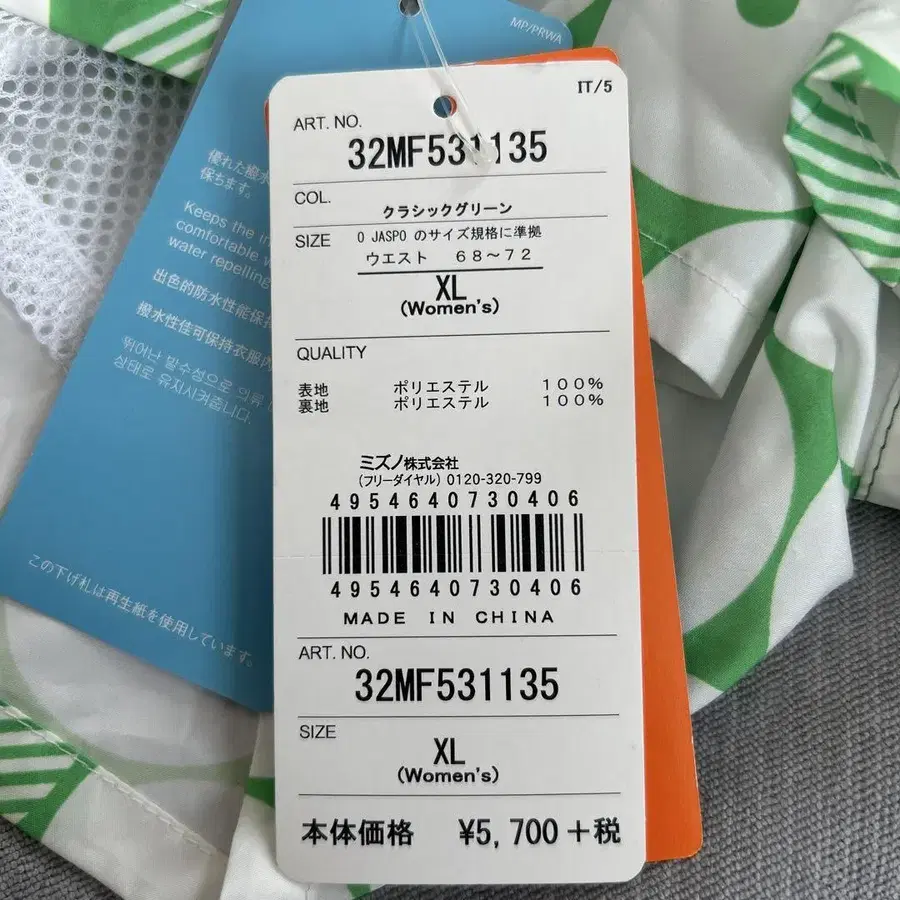 MP/PRWA
IT/5
ART. NO.
32MF531135
COL.
クラシックグリーン
SIZE
O JASPO のサイズ規格に準拠
ウエスト 68～72
XL
(Women's)
QUALITY
表地 ポリエステル 100%
裏地 ポリエステル 100%
ミズノ株式会社
(フリーダイヤル) 0120-320-799
4954640730406
4954640730406
MADE IN CHINA
ART. NO.
32MF531135
SIZE
XL
(Women's)
本体価格 ¥5,700+税
優れた撥水
保ちます。
Keeps the in
comfortable
water repelling
出色的防水性能保持
撥水性佳可保持衣服內
뛰어난 발수성으로 의류
상태로 유지시켜줍니다.
この下げ札は再生紙を使用しています。